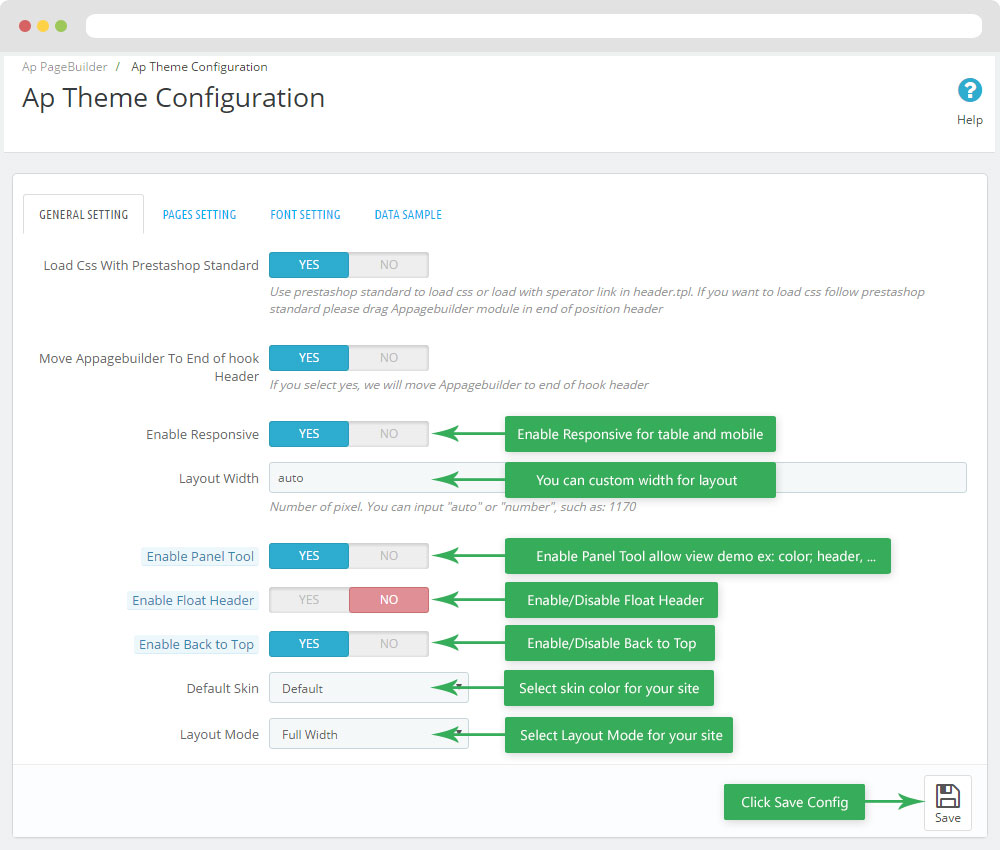 Ap PageBuilder / Ap Theme Configuration
Ap Theme Configuration
?
Help
GENERAL SETTING PAGES SETTING FONT SETTING DATA SAMPLE
Load Css With Prestashop Standard YES NO
Use prestashop standard to load css or load with sperator link in header.tpl. If you want to load css follow prestashop
standard please drag Appagebuilder module in end of position header
Move Appagebuilder To End of hook
Header
YES NO
If you select yes, we will move Appagebuilder to end of hook header
Enable Responsive YES NO Enable Responsive for table and mobile
Layout Width auto You can custom width for layout
Number of pixel. You can input "auto" or "number", such as: 1170
Enable Panel Tool YES NO Enable Panel Tool allow view demo ex: color; header, ...
Enable Float Header YES NO Enable/Disable Float Header
Enable Back to Top YES NO Enable/Disable Back to Top
Default Skin Default Select skin color for your site
Layout Mode Full Width Select Layout Mode for your site
Click Save Config
Save